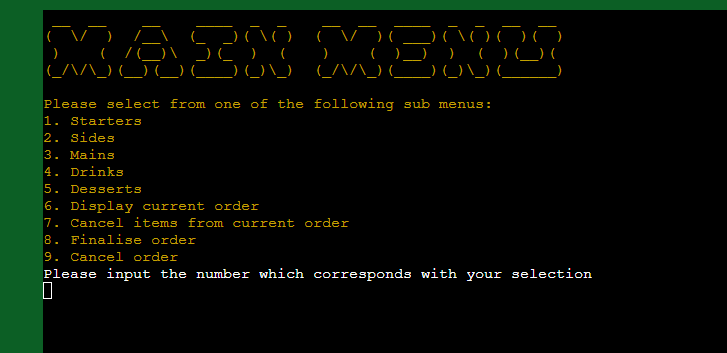 MAIN MENU
Please select from one of the following sub menus:
1. Starters
2. Sides
3. Mains
4. Drinks
5. Desserts
6. Display current order
7. Cancel items from current order
8. Finalise order
9. Cancel order
Please input the number which corresponds with your selection